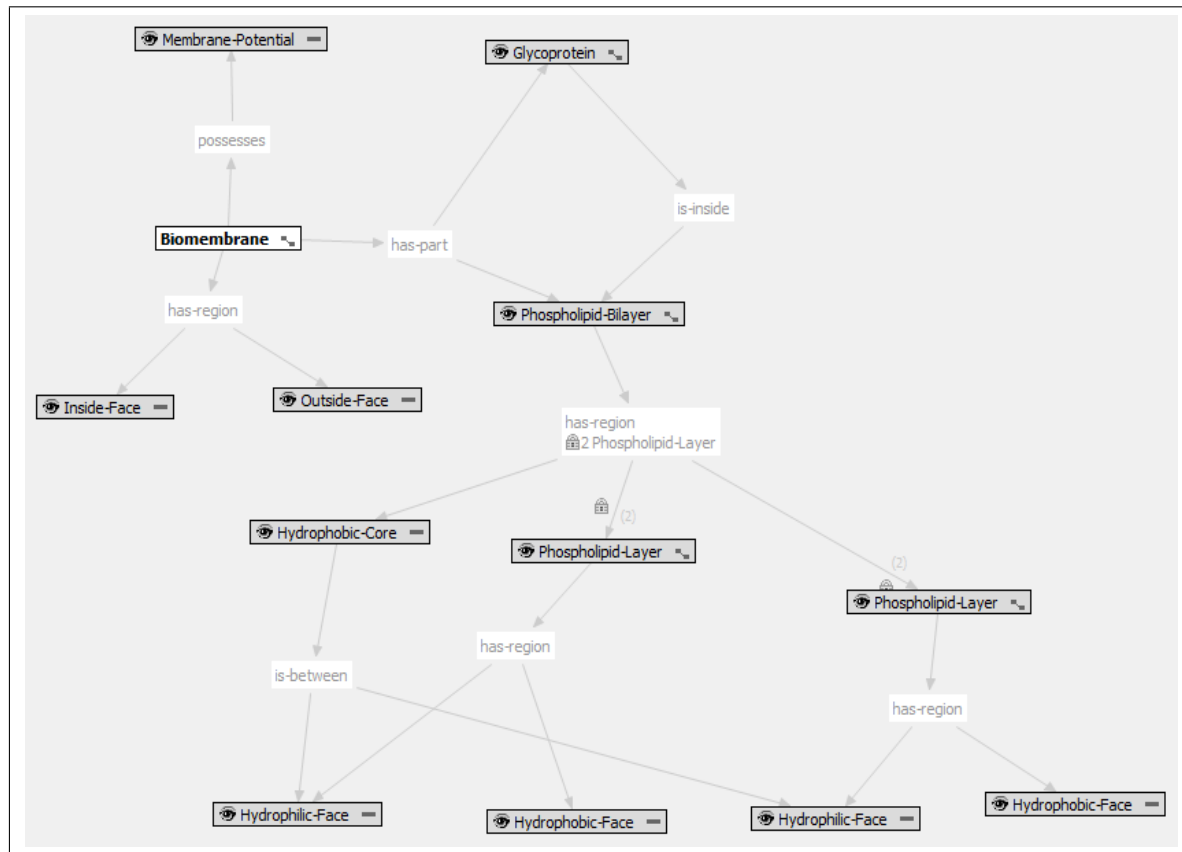 Membrane-Potential
Glycoprotein
possesses
is-inside
Biomembrane
has-part
has-region
Phospholipid-Bilayer
Inside-Face
Outside-Face
has-region
2 Phospholipid-Layer
(2)
Hydrophobic-Core
Phospholipid-Layer
(2)
Phospholipid-Layer
has-region
is-between
has-region
Hydrophilic-Face
Hydrophobic-Face
Hydrophilic-Face
Hydrophobic-Face